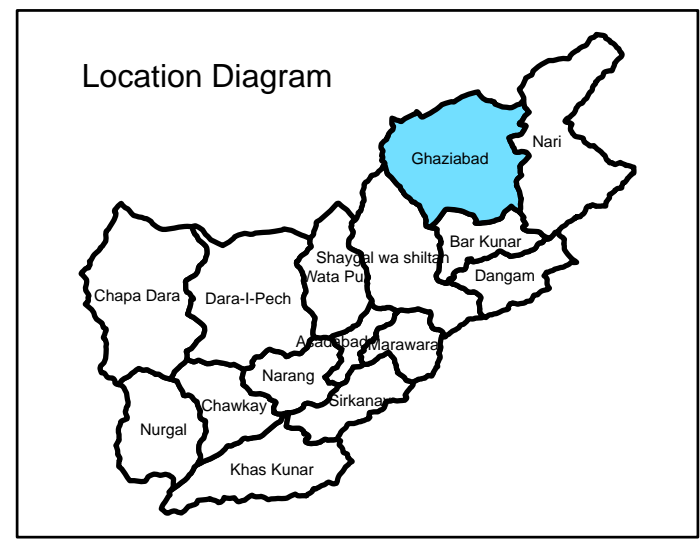 Location Diagram
Nari
Ghaziabad
Bar Kunar
Shaygal wa shiltan
Dangam
Wata Pu
Chapa Dara
Dara-I-Pech
Asadabad
Marawara
Narang
Chawkay
Sirkanay
Nurgal
Khas Kunar